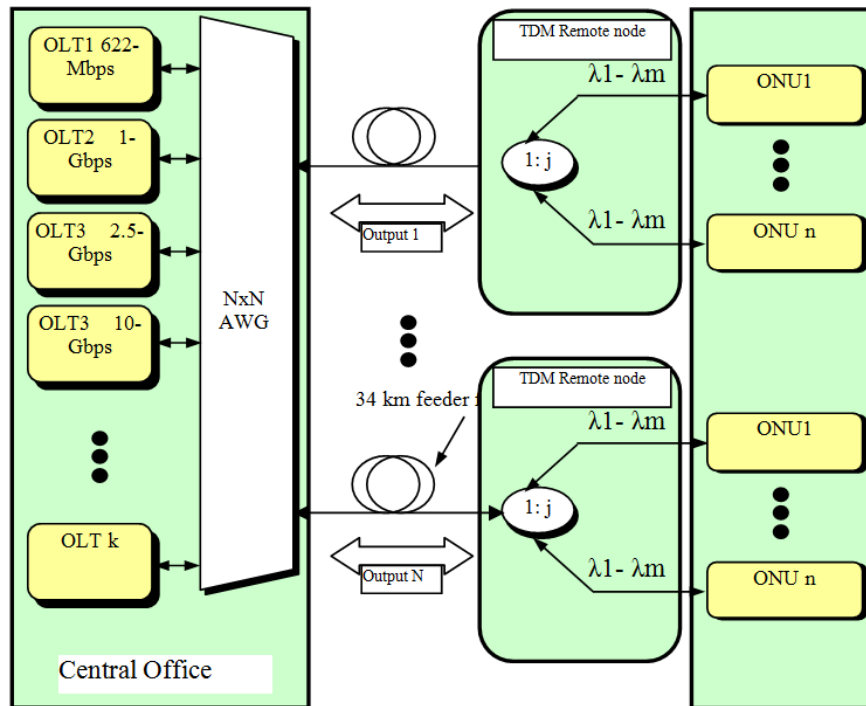 OLT1 622-
Mbps
OLT2 1-
Gbps
OLT3 2.5-
Gbps
OLT3 10-
Gbps
OLT k
NxN
AWG
Central Office
Output 1
34 km feeder
Output N
TDM Remote node
λ1- λm
1: j
λ1- λm
TDM Remote node
λ1- λm
1: j
λ1- λm
ONU1
ONU n
ONU1
ONU n